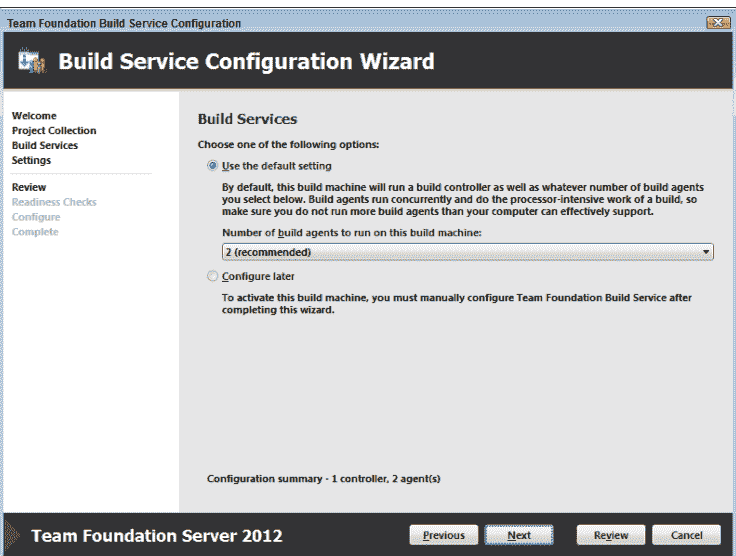 Team Foundation Build Service Configuration
Build Service Configuration Wizard
Welcome
Project Collection
Build Services
Settings
Review
Readiness Checks
Configure
Complete
Build Services
Choose one of the following options:
Use the default setting
By default, this build machine will run a build controller as well as whatever number of build agents
you select below. Build agents run concurrently and do the processor-intensive work of a build, so
make sure you do not run more build agents than your computer can effectively support.
Number of build agents to run on this build machine:
2 (recommended)
Configure later
To activate this build machine, you must manually configure Team Foundation Build Service after
completing this wizard.
Configuration summary - 1 controller, 2 agent(s)
Team Foundation Server 2012
Previous
Next
Review
Cancel